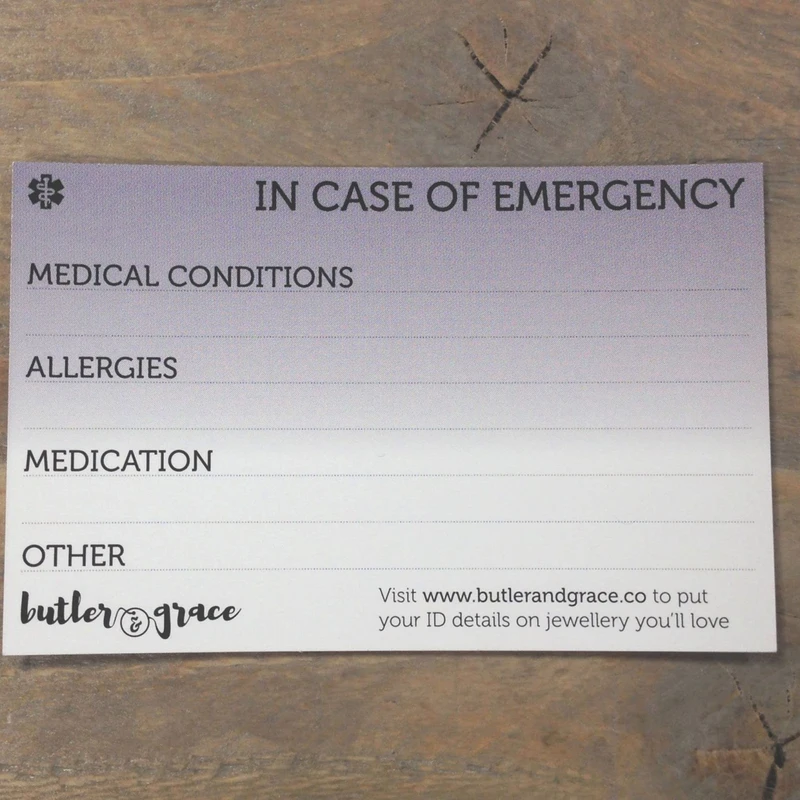 IN CASE OF EMERGENCY
MEDICAL CONDITIONS
ALLERGIES
MEDICATION
OTHER
butler & grace
Visit www.butlerandgrace.co to put
your ID details on jewellery you'll love